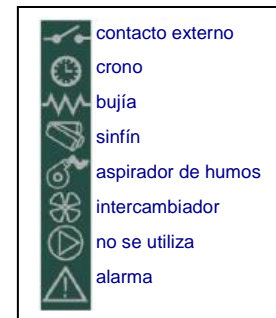 contacto externo
crono
bujía
sinfín
aspirador de humos
intercambiador
no se utiliza
alarma